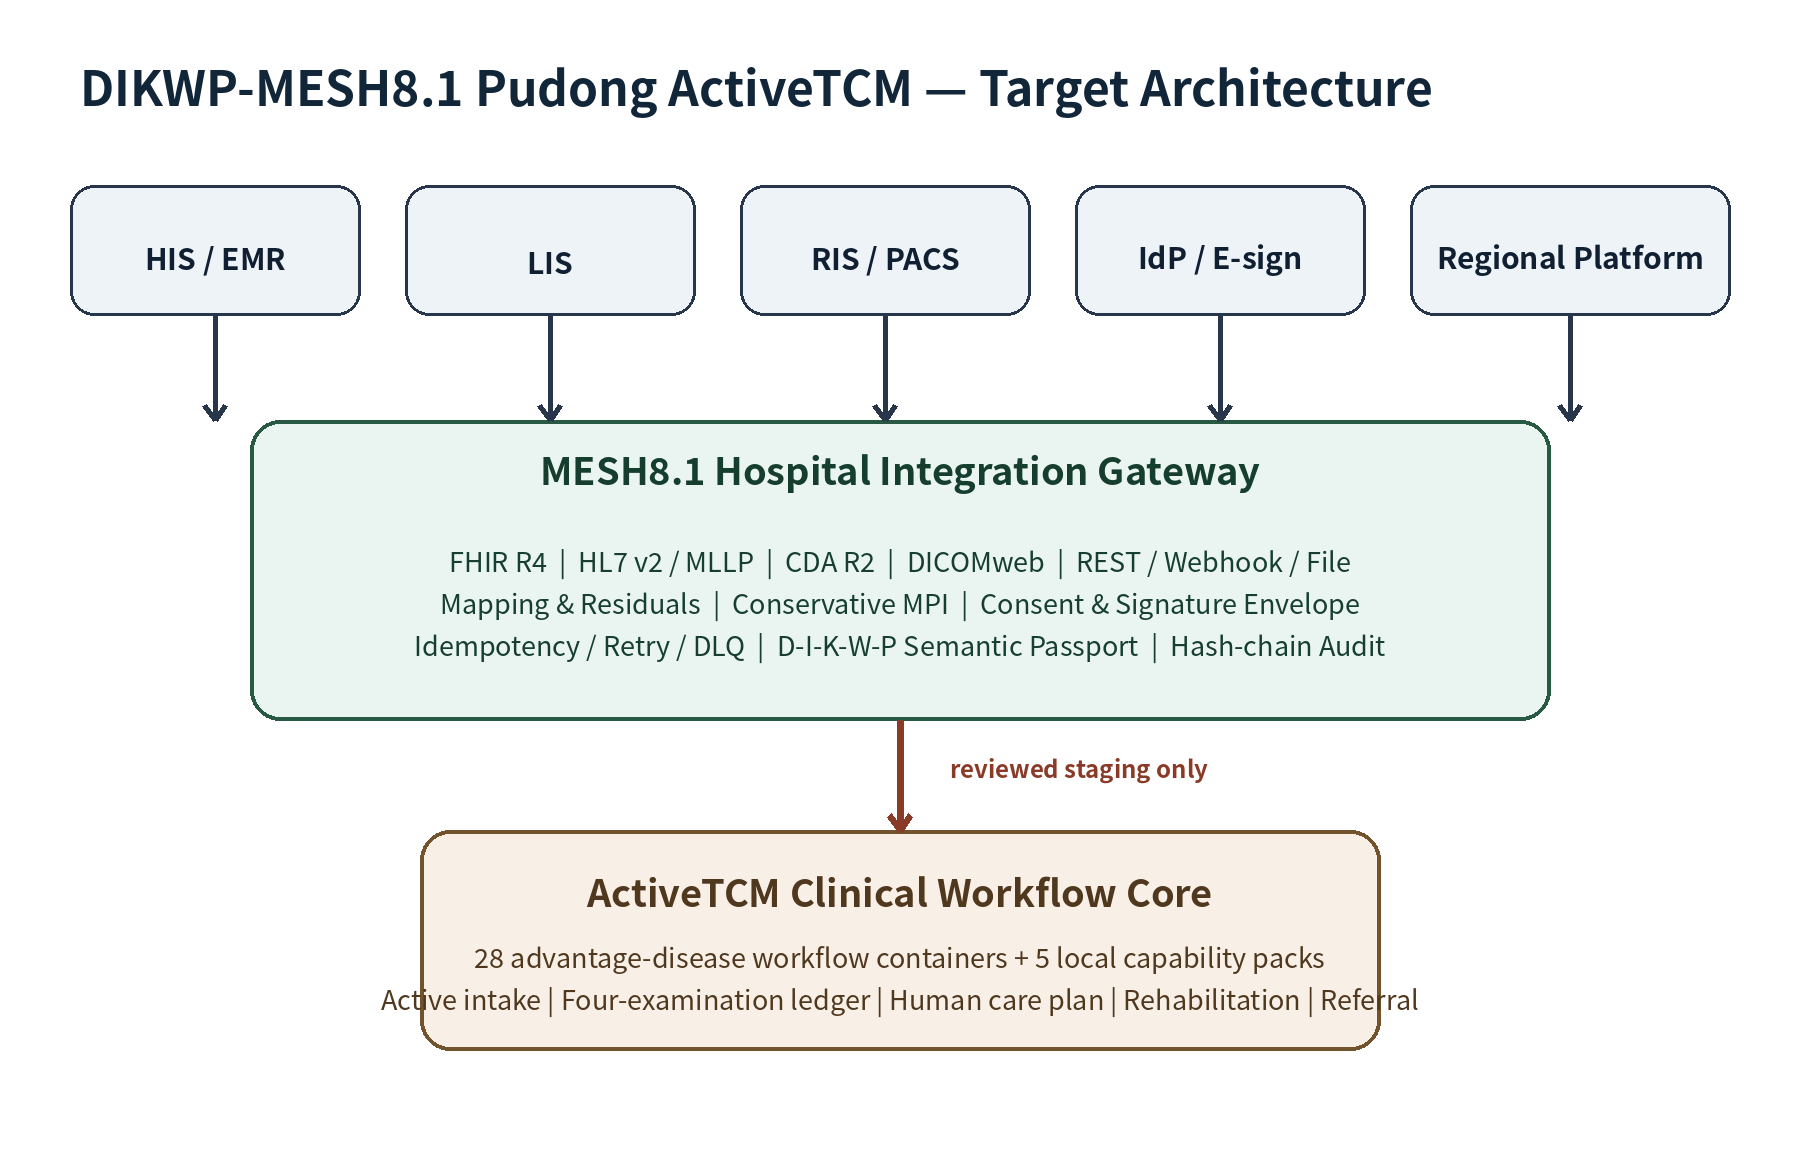 DIKWP-MESH8.1 Pudong ActiveTCM — Target Architecture
HIS / EMR
LIS
RIS / PACS
IdP / E-sign
Regional Platform
MESH8.1 Hospital Integration Gateway
FHIR R4 | HL7 v2 / MLLP | CDA R2 | DICOMweb | REST / Webhook / File
Mapping & Residuals | Conservative MPI | Consent & Signature Envelope
Idempotency / Retry / DLQ | D-I-K-W-P Semantic Passport | Hash-chain Audit
reviewed staging only
ActiveTCM Clinical Workflow Core
28 advantage-disease workflow containers + 5 local capability packs
Active intake | Four-examination ledger | Human care plan | Rehabilitation | Referral